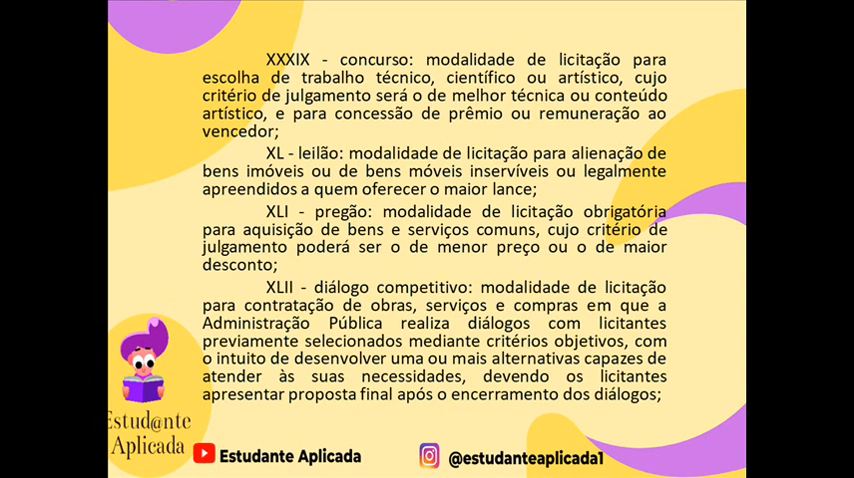 XXXIX - concurso: modalidade de licitação para
escolha de trabalho técnico, científico ou artístico, cujo
critério de julgamento será o de melhor técnica ou conteúdo
artístico, e para concessão de prêmio ou remuneração ao
vencedor;
XL - leilão: modalidade de licitação para alienação de
bens imóveis ou de bens móveis inservíveis ou legalmente
apreendidos a quem oferecer o maior lance;
XLI - pregão: modalidade de licitação obrigatória
para aquisição de bens e serviços comuns, cujo critério de
julgamento poderá ser o de menor preço ou o de maior
desconto;
XLII - diálogo competitivo: modalidade de licitação
para contratação de obras, serviços e compras em que a
Administração Pública realiza diálogos com licitantes
previamente selecionados mediante critérios objetivos, com
o intuito de desenvolver uma ou mais alternativas capazes de
atender às suas necessidades, devendo os licitantes
apresentar proposta final após o encerramento dos diálogos;
Estud@nte
Aplicada
Estudante Aplicada
@estudanteaplicada1